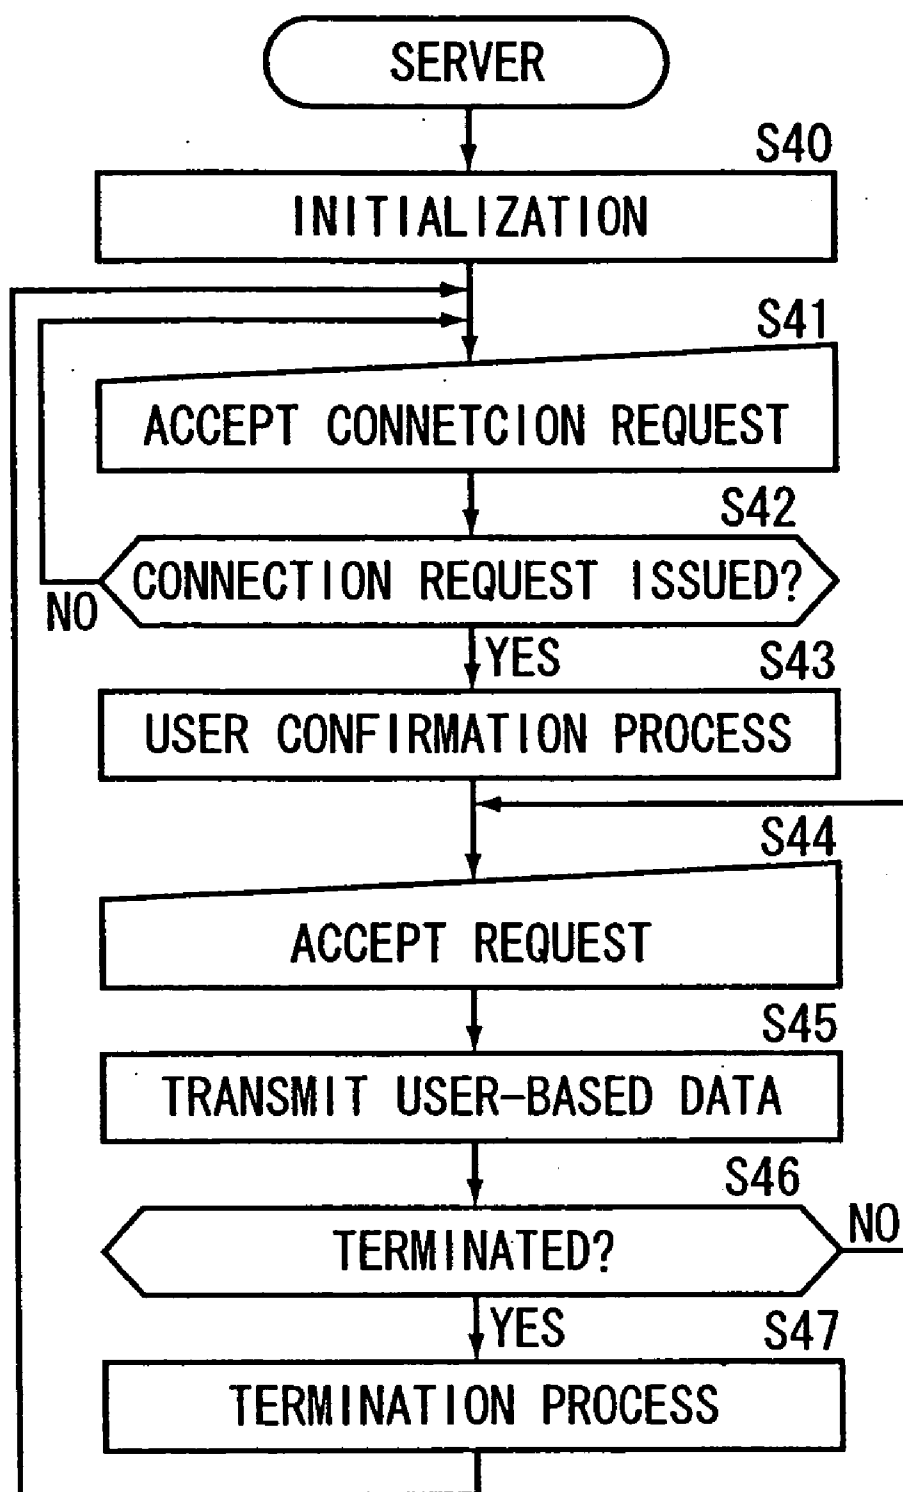 SERVER
S40
INITIALIZATION
S41
ACCEPT CONNETCION REQUEST
S42
CONNECTION REQUEST ISSUED?
NO
YES
S43
USER CONFIRMATION PROCESS
S44
ACCEPT REQUEST
S45
TRANSMIT USER-BASED DATA
S46
TERMINATED?
NO
YES
S47
TERMINATION PROCESS